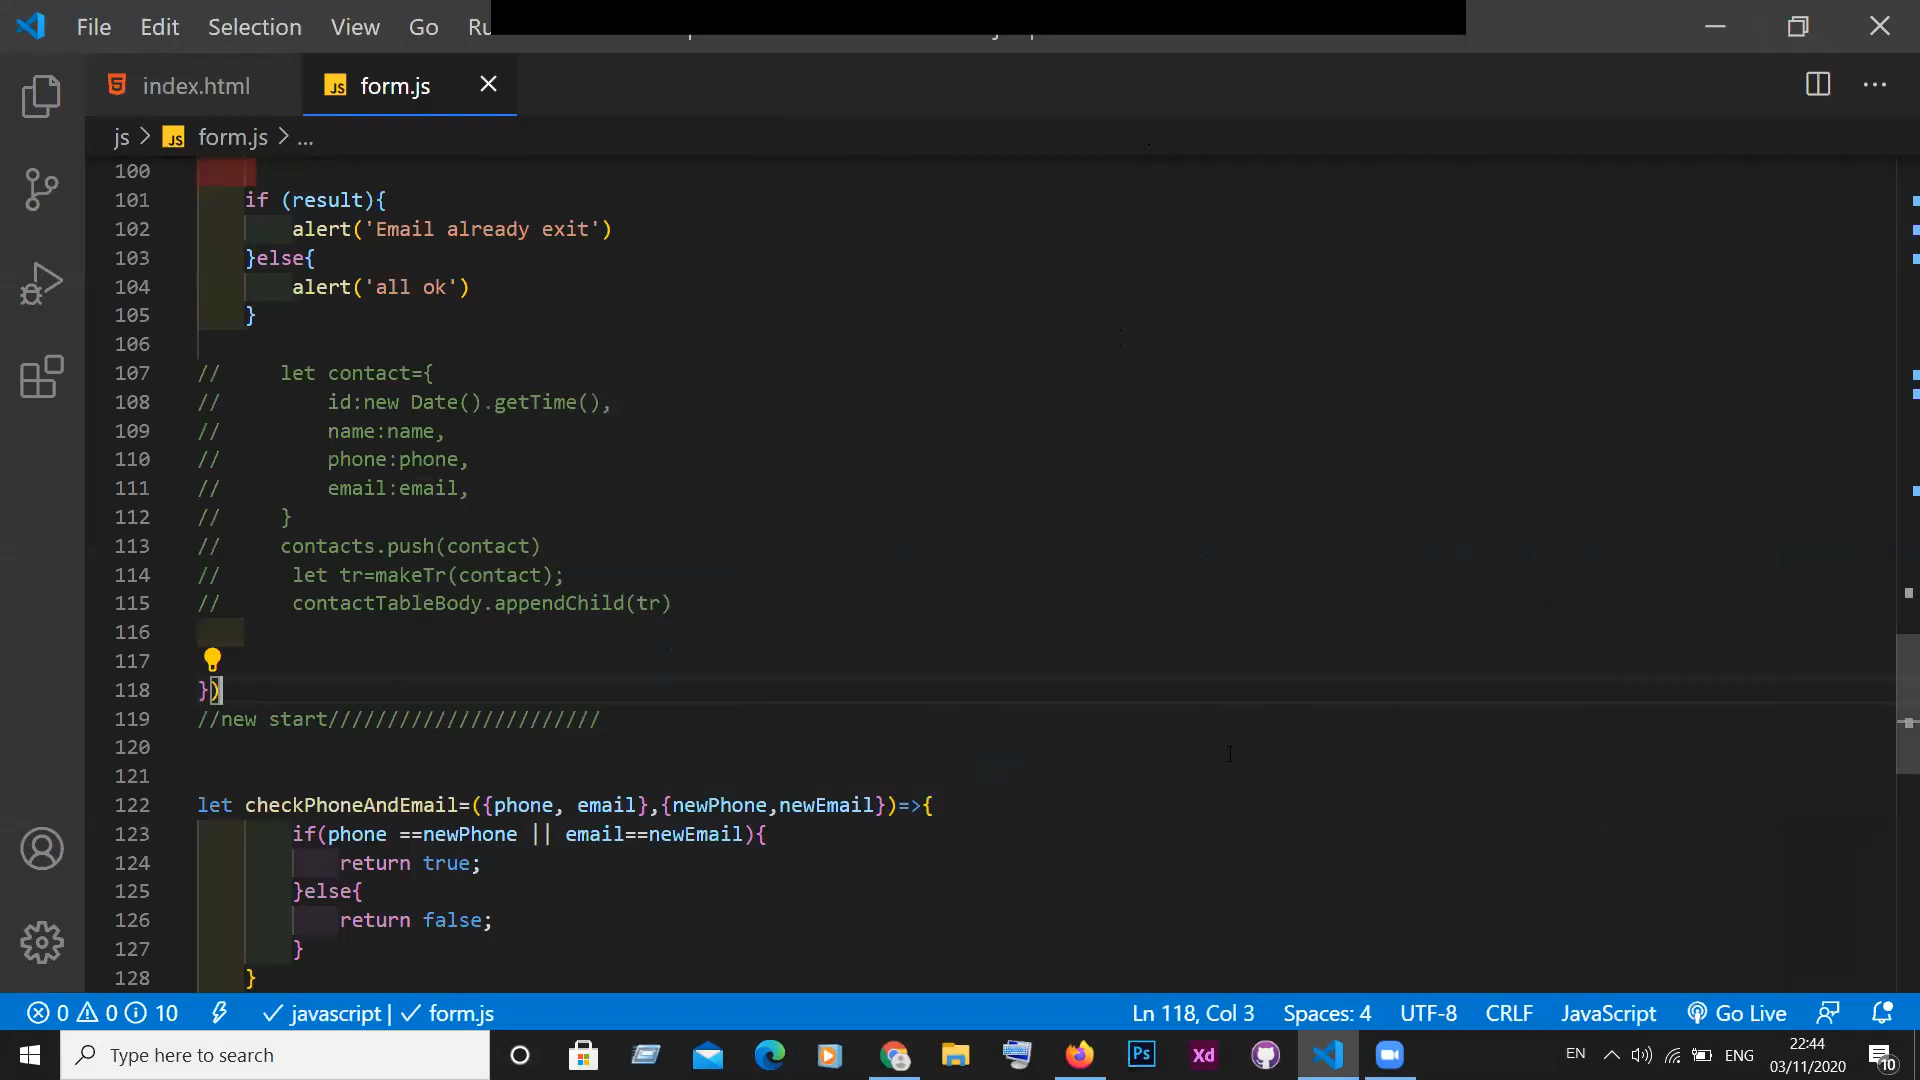 File Edit Selection View Go Ru
index.html form.js
js > form.js > ...
100
101 if (result){
102 alert('Email already exit')
103 }else{
104 alert('all ok')
105 }
106
107 // let contact={
108 // id:new Date().getTime(),
109 // name:name,
110 // phone:phone,
111 // email:email,
112 // }
113 // contacts.push(contact)
114 // let tr=makeTr(contact);
115 // contactTableBody.appendChild(tr)
116
117
118 })
119 //new start///////////////////////
120
121
122 let checkPhoneAndEmail=({phone, email},{newPhone,newEmail})=>{
123 if(phone ==newPhone || email==newEmail){
124 return true;
125 }else{
126 return false;
127 }
128 }
0 0 10 javascript | form.js Ln 118, Col 3 Spaces: 4 UTF-8 CRLF JavaScript Go Live
Type here to search Ps Xd EN ENG 22:44
03/11/2020 10